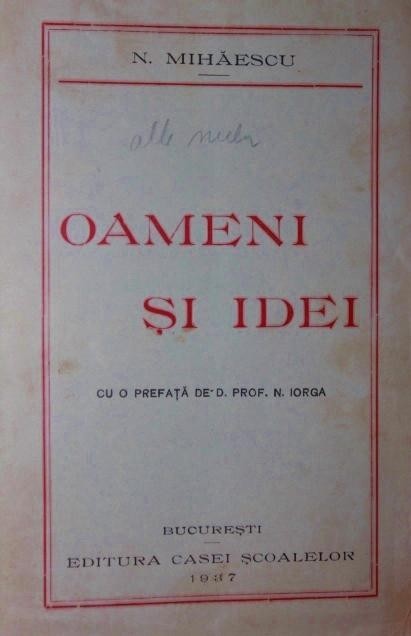 N. MIHĂESCU
OAMENI
ȘI IDEI
CU O PREFAȚĂ DE D. PROF. N. IORGA
BUCUREȘTI
EDITURA CASEI ȘCOALELOR
1937